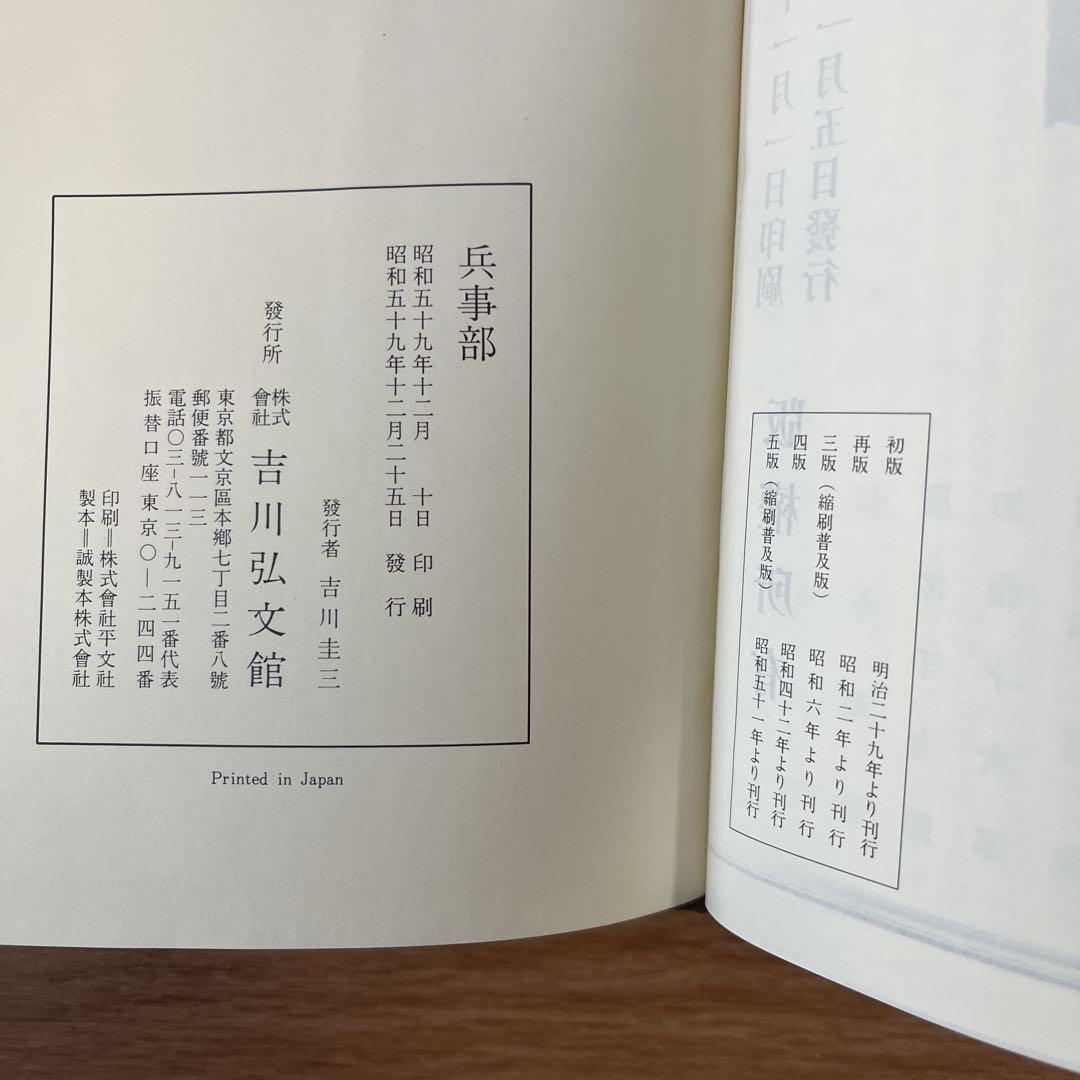 初版　明治二十九年より刊行
再版　昭和二年より刊行
三版（縮刷普及版）　昭和六年より刊行
四版　昭和四十二年より刊行
五版（縮刷普及版）　昭和五十一年より刊行
兵事部
昭和五十九年十二月　十日　印刷
昭和五十九年十二月二十五日　發行
發行者　吉川圭三
發行所　株式會社　吉川弘文館
東京都文京區本鄉七丁目二番八號
郵便番號一一三
電話〇三-八一三-九一五一番代表
振替口座東京〇—二四四番
印刷＝株式會社平文社
製本＝誠製本株式會社
Printed in Japan